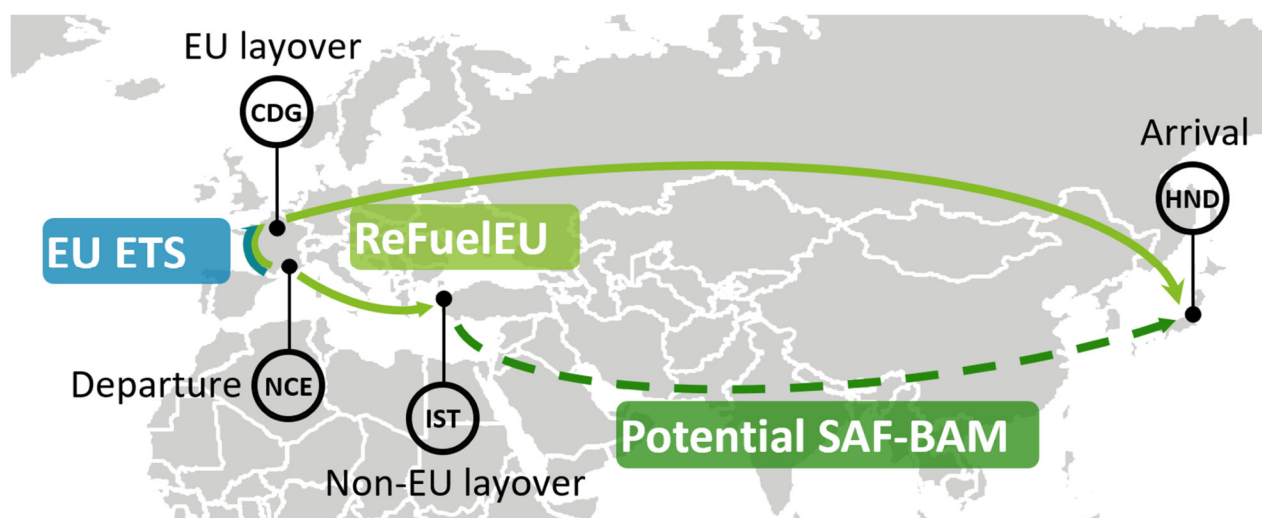 EU layover
CDG
Arrival
HND
EU ETS
ReFuelEU
Departure
NCE
IST
Non-EU layover
Potential SAF-BAM